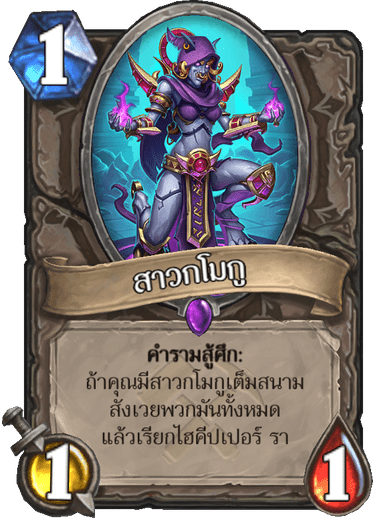 1
สาวกโมกู
คำรามสู้ศึก:
ถ้าคุณมีสาวกโมกูเต็มสนาม
สังเวยพวกมันทั้งหมด
แล้วเรียกไฮคีปเปอร์ รา
1
1